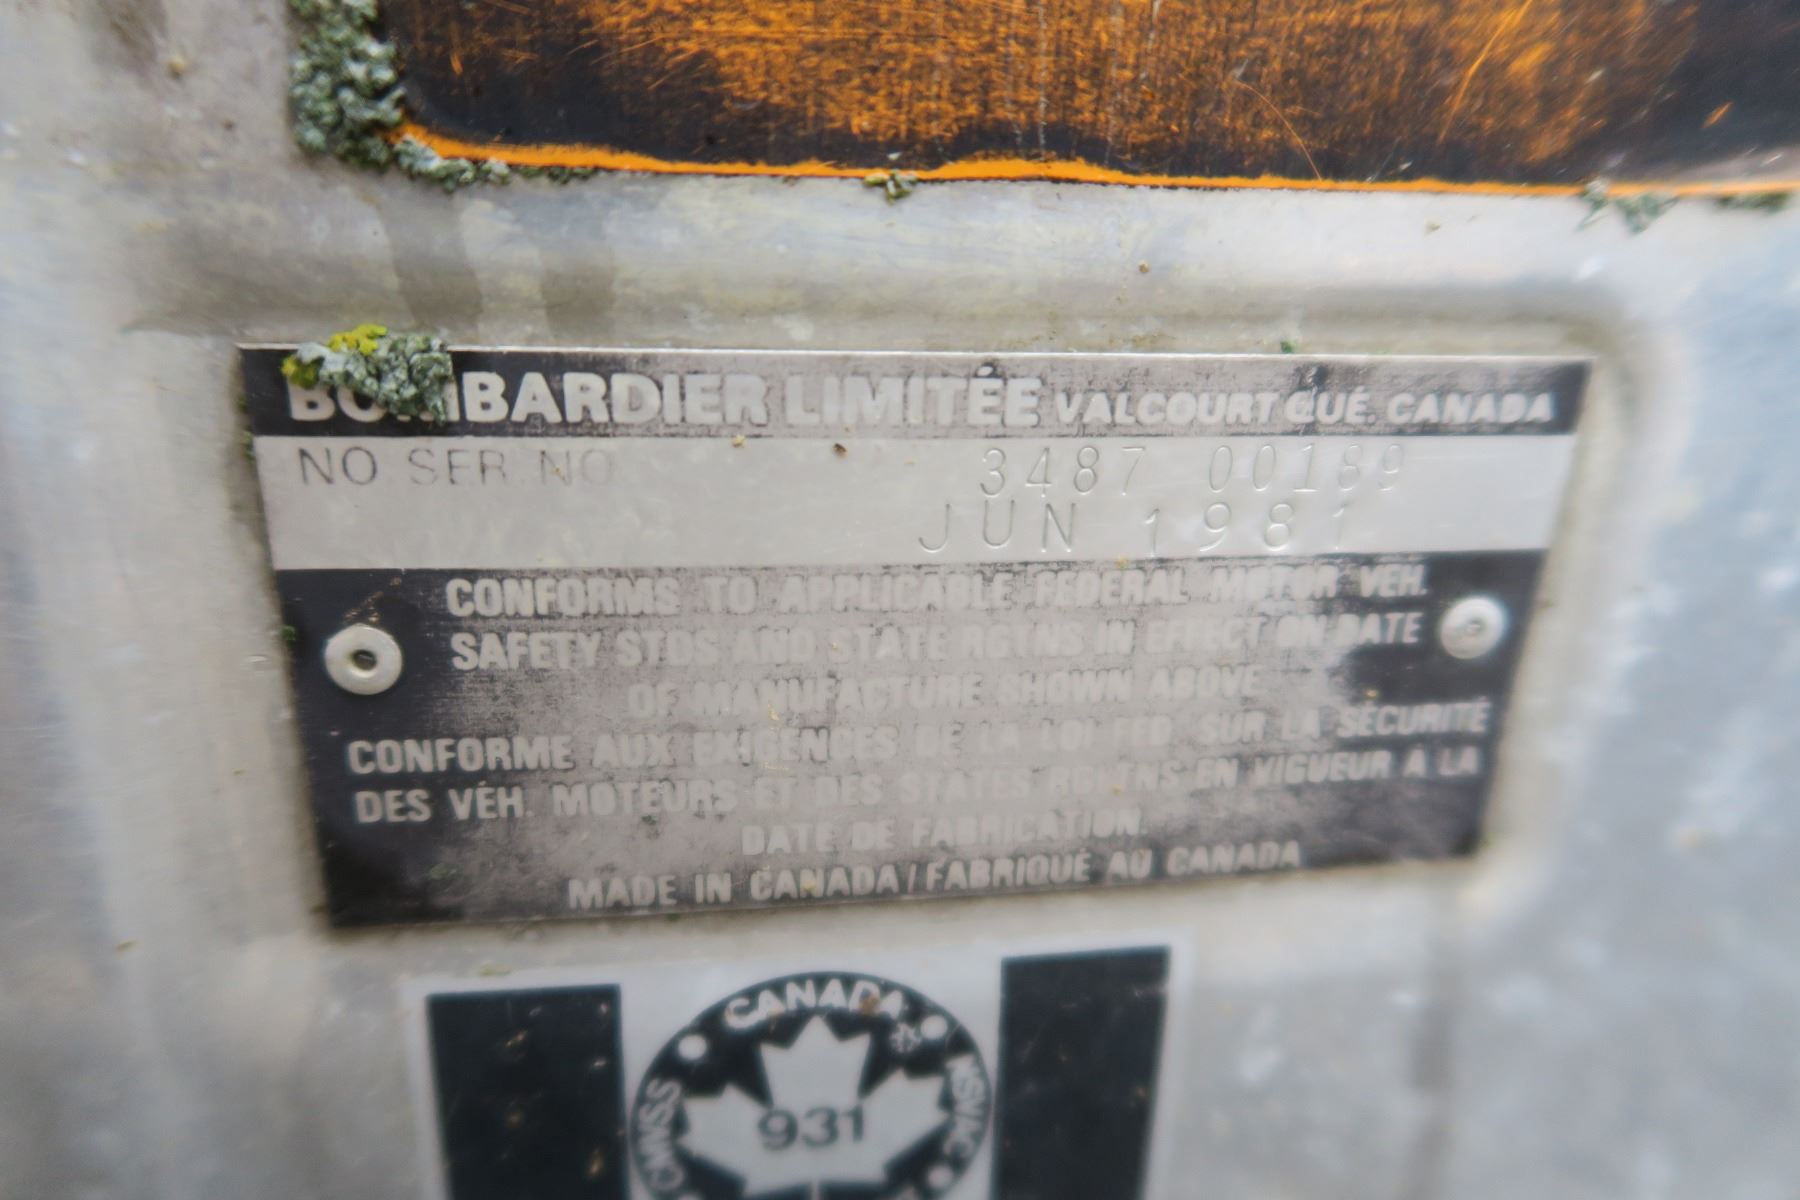 BOMBARDIER LIMITÉE VALCOURT QUÉ. CANADA
NO SER. NO 3487 00189
JUN 1981
CONFORMS TO APPLICABLE FEDERAL MOTOR VEH.
SAFETY STDS AND STATE RGTNS IN EFFECT ON DATE
OF MANUFACTURE SHOWN ABOVE
CONFORME AUX EXIGENCES DE LA LOI FED. SUR LA SÉCURITÉ
DES VÉH. MOTEURS ET DES STATES RGLTNS EN VIGUEUR A LA
DATE DE FABRICATION.
MADE IN CANADA/FABRIQUÉ AU CANADA
CANADA
CMVSS NSVAC
931